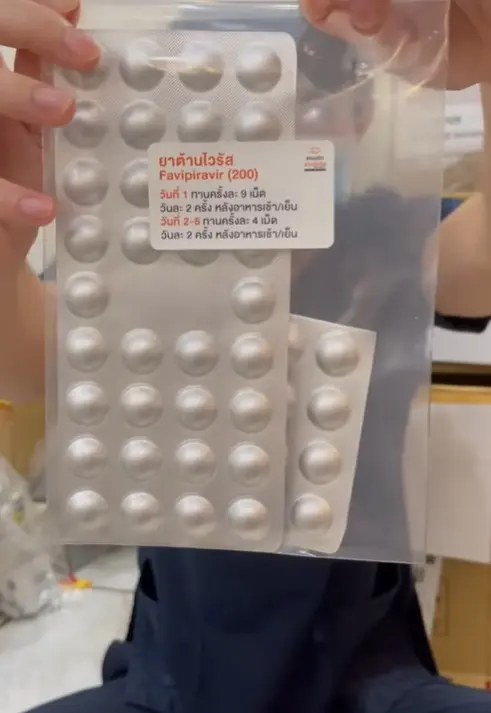 ยาต้านไวรัส
Favipiravir (200)
วันที่ 1 ทานครั้งละ 9 เม็ด
วันละ 2 ครั้ง หลังอาหารเช้า/เย็น
วันที่ 2-5 ทานครั้งละ 4 เม็ด
วันละ 2 ครั้ง หลังอาหารเช้า/เย็น